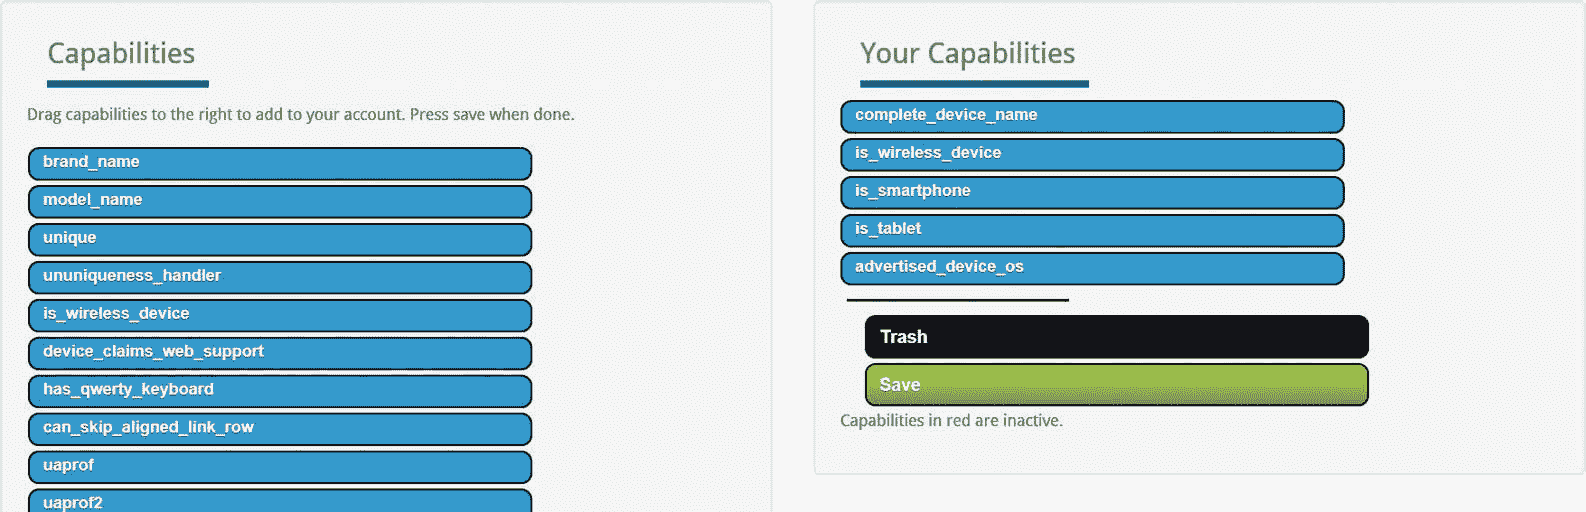 Capabilities
Drag capabilities to the right to add to your account. Press save when done.
brand_name
model_name
unique
ununiqueness_handler
is_wireless_device
device_claims_web_support
has_qwerty_keyboard
can_skip_aligned_link_row
uaprof
uaprof2
Your Capabilities
complete_device_name
is_wireless_device
is_smartphone
is_tablet
advertised_device_os
Trash
Save
Capabilities in red are inactive.